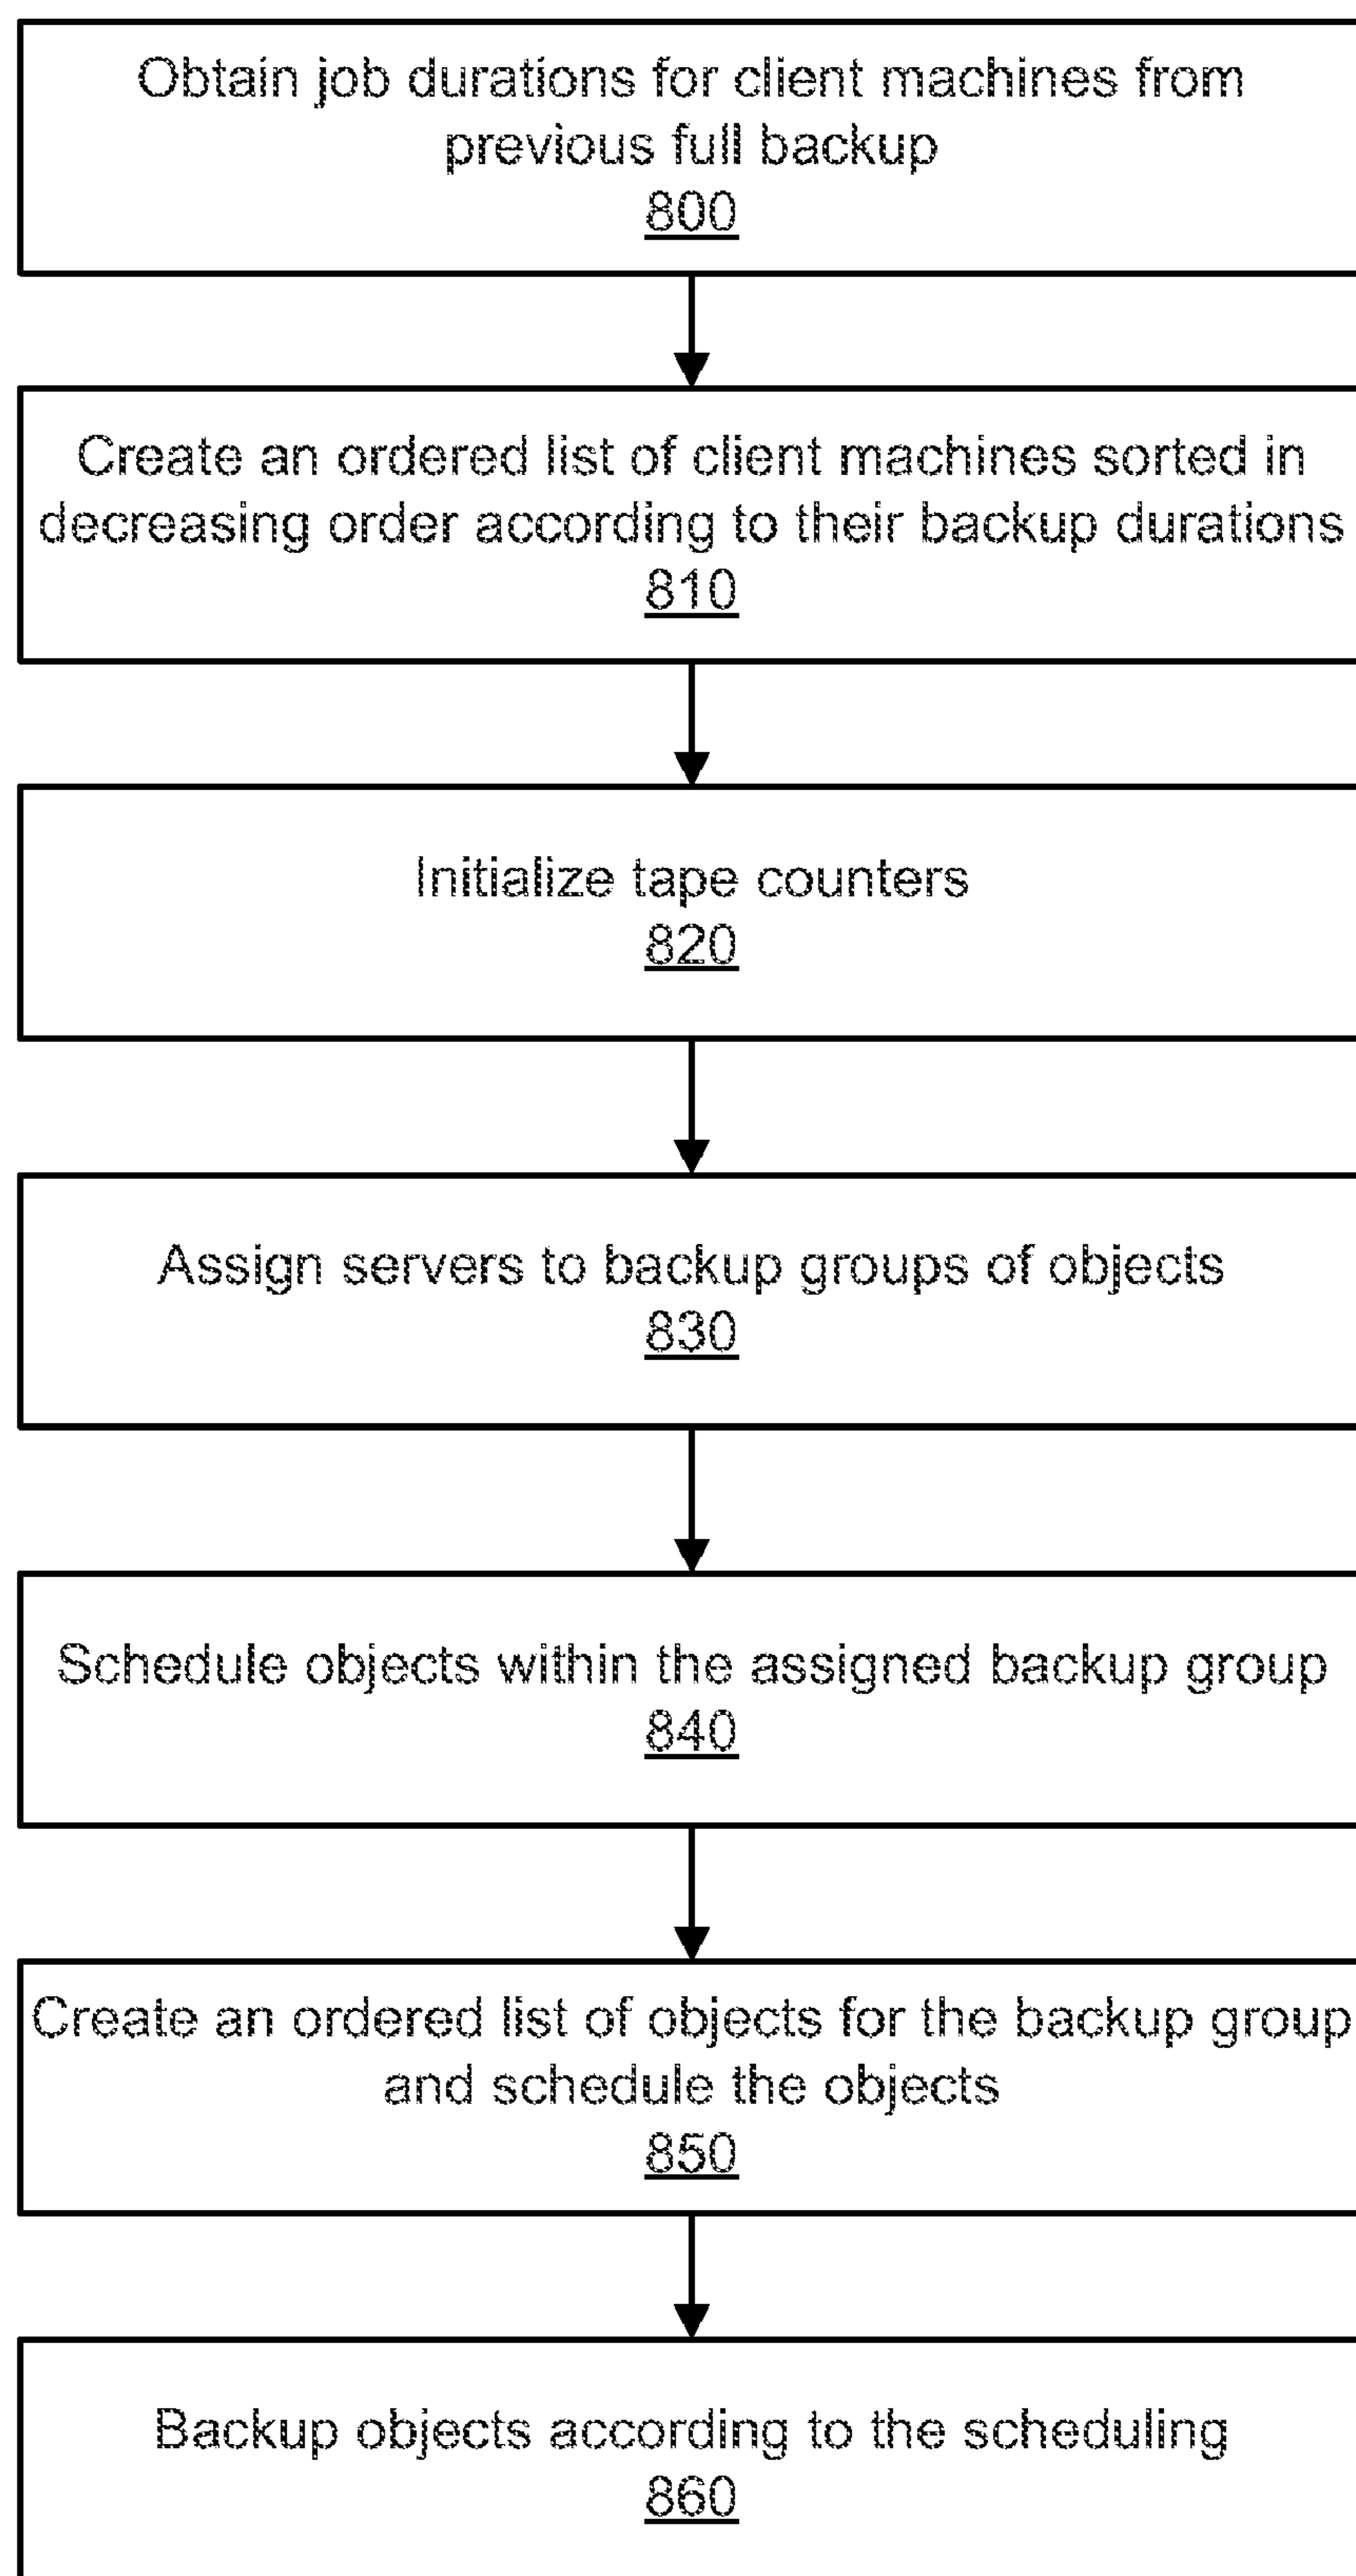 Obtain job durations for client machines from
previous full backup
800
Create an ordered list of client machines sorted in
decreasing order according to their backup durations
810
Initialize tape counters
820
Assign servers to backup groups of objects
830
Schedule objects within the assigned backup group
840
Create an ordered list of objects for the backup group
and schedule the objects
850
Backup objects according to the scheduling
860